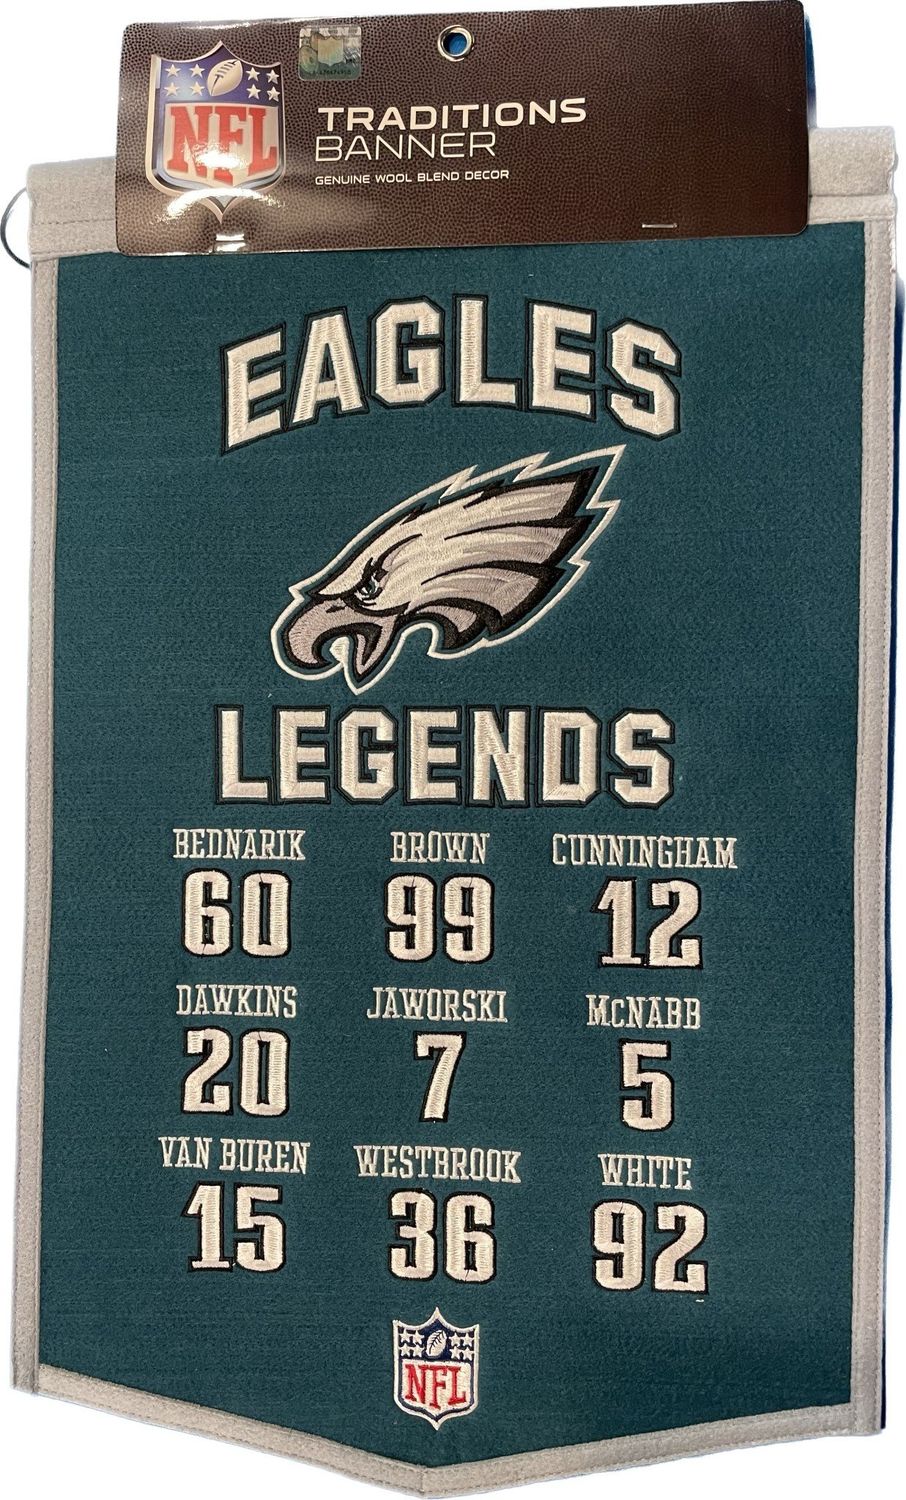 NFL
TRADITIONS
BANNER
GENUINE WOOL BLEND DECOR
EAGLES
LEGENDS
BEDNARIK BROWN CUNNINGHAM
60 99 12
DAWKINS JAWORSKI McNABB
20 7 5
VAN BUREN WESTBROOK WHITE
15 36 92
NFL